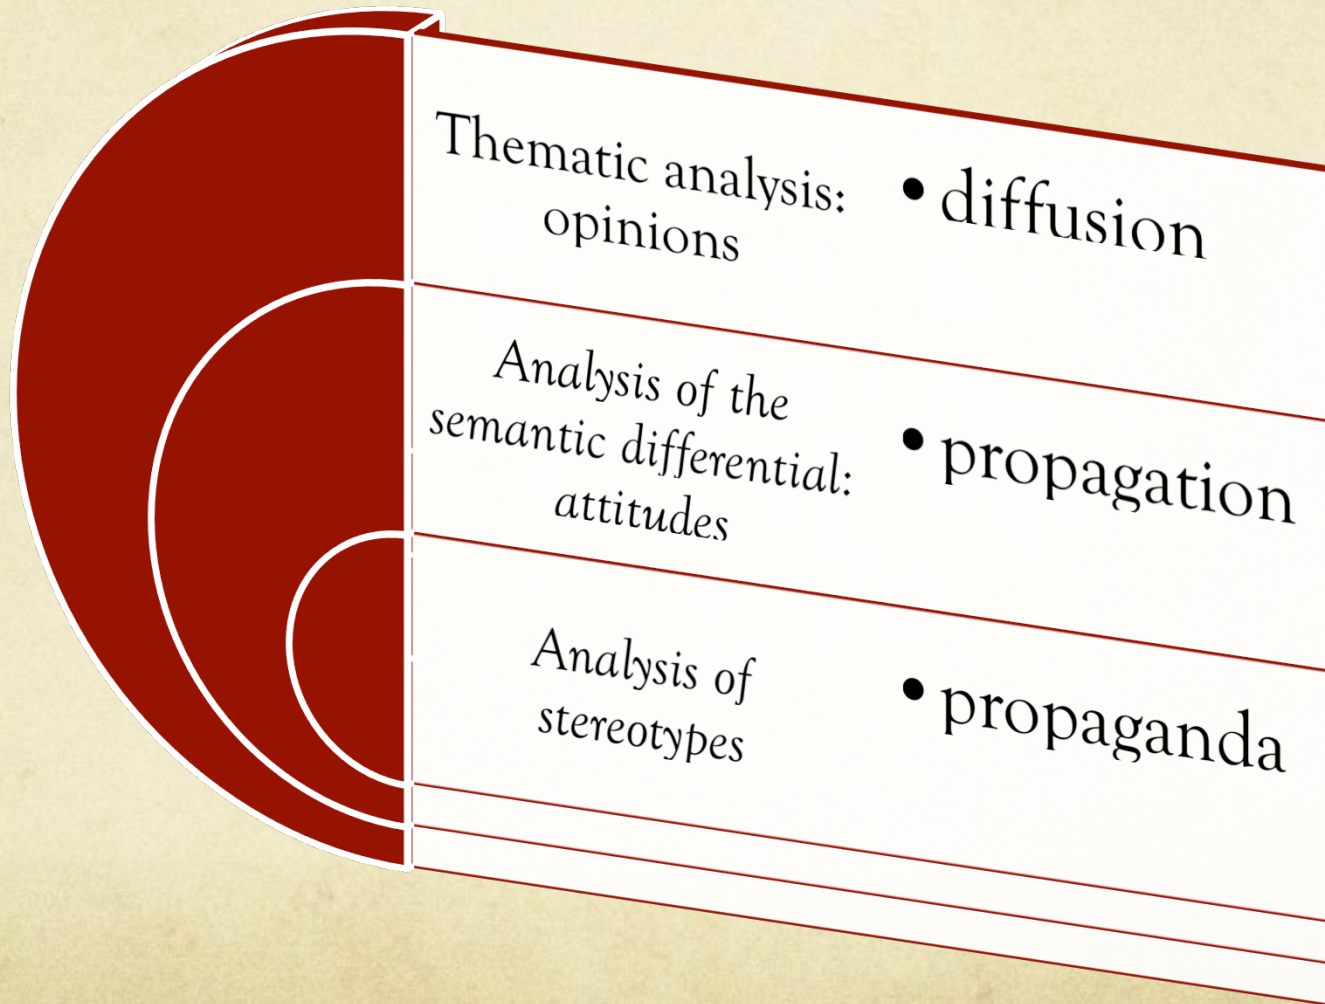 Thematic analysis:
opinions
• diffusion
Analysis of the
semantic differential:
attitudes
• propagation
Analysis of
stereotypes
• propaganda